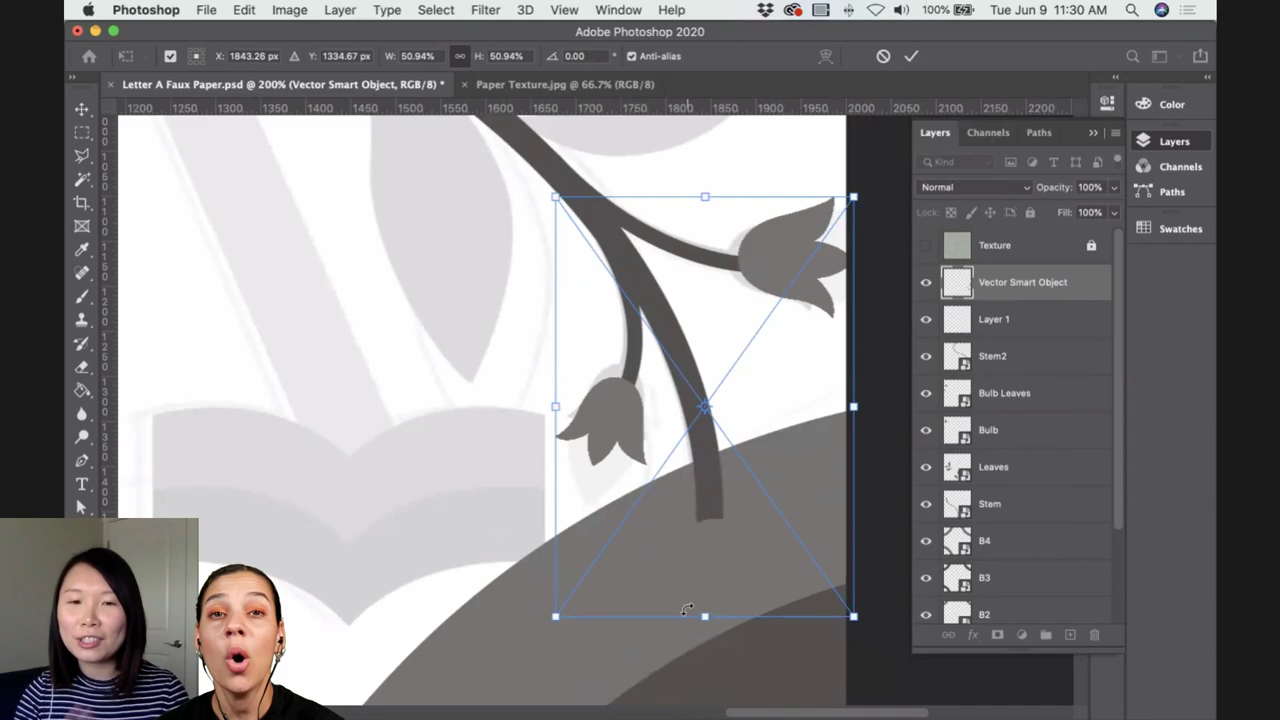 Photoshop File Edit Image Layer Type Select Filter 3D View Window Help 100% Tue Jun 9 11:30 AM
Adobe Photoshop 2020
X: 1843.26 px Y: 1334.67 px W: 50.94% H: 50.94% 0.00 ° Anti-alias
× Letter A Faux Paper.psd @ 200% (Vector Smart Object, RGB/8) * × Paper Texture.jpg @ 66.7% (RGB/8)
1200 1250 1300 1350 1400 1450 1500 1550 1600 1650 1700 1750 1800 1850 1900 1950 2000 2050 2100 2150 2200
Color
Layers Channels Paths
Layers
Kind
Channels
Normal Opacity: 100%
Paths
Lock: Fill: 100%
Swatches
Texture
Vector Smart Object
Layer 1
Stem2
Bulb Leaves
Bulb
Leaves
Stem
B4
B3
B2
fx